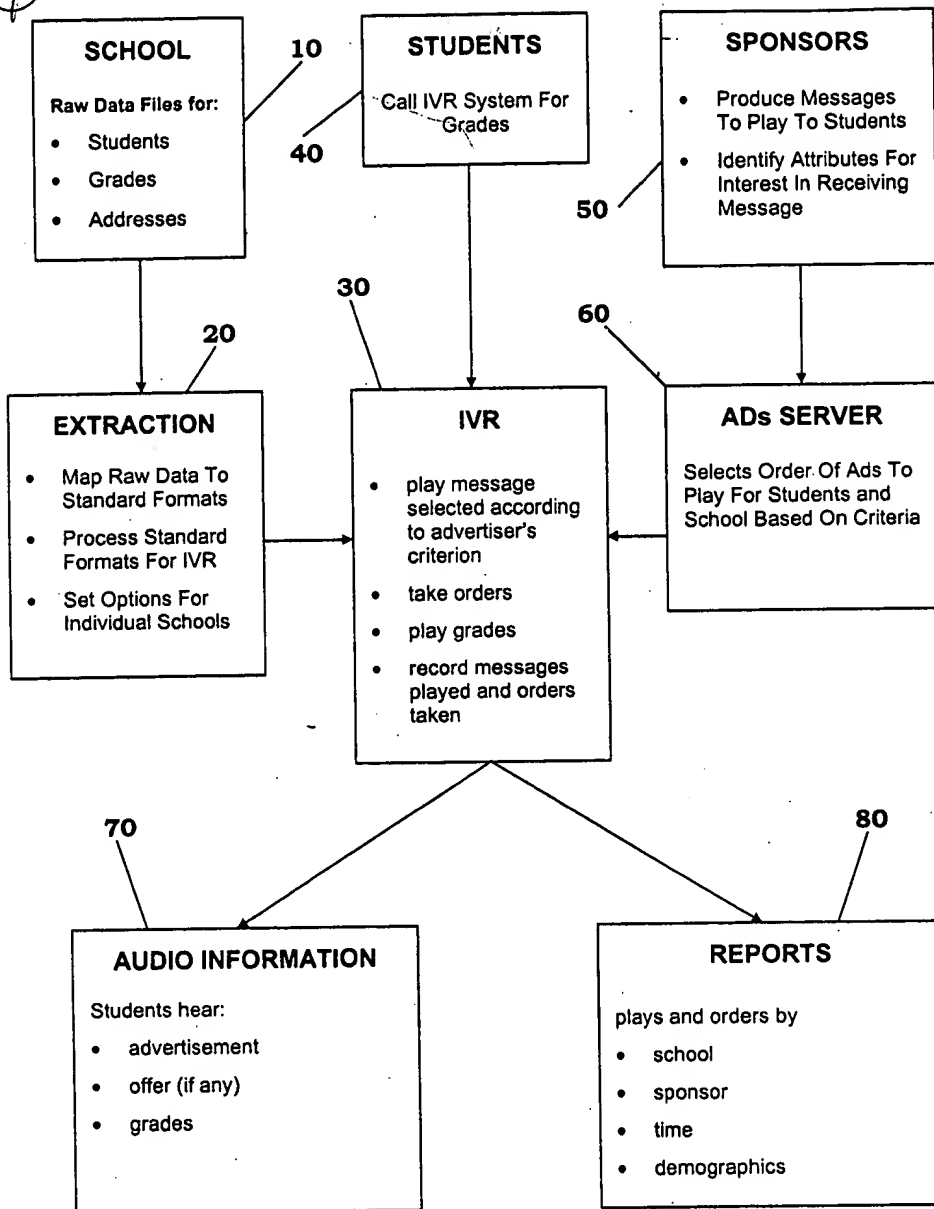 SCHOOL
Raw Data Files for:
• Students
• Grades
• Addresses
10
STUDENTS
Call IVR System For
Grades
40
SPONSORS
• Produce Messages
To Play To Students
• Identify Attributes For
Interest In Receiving
Message
50
20
EXTRACTION
• Map Raw Data To
Standard Formats
• Process Standard
Formats For IVR
• Set Options For
Individual Schools
30
IVR
• play message
selected according
to advertiser's
criterion
• take orders
• play grades
• record messages
played and orders
taken
60
ADs SERVER
Selects Order Of Ads To
Play For Students and
School Based On Criteria
70
AUDIO INFORMATION
Students hear:
• advertisement
• offer (if any)
• grades
80
REPORTS
plays and orders by
• school
• sponsor
• time
• demographics